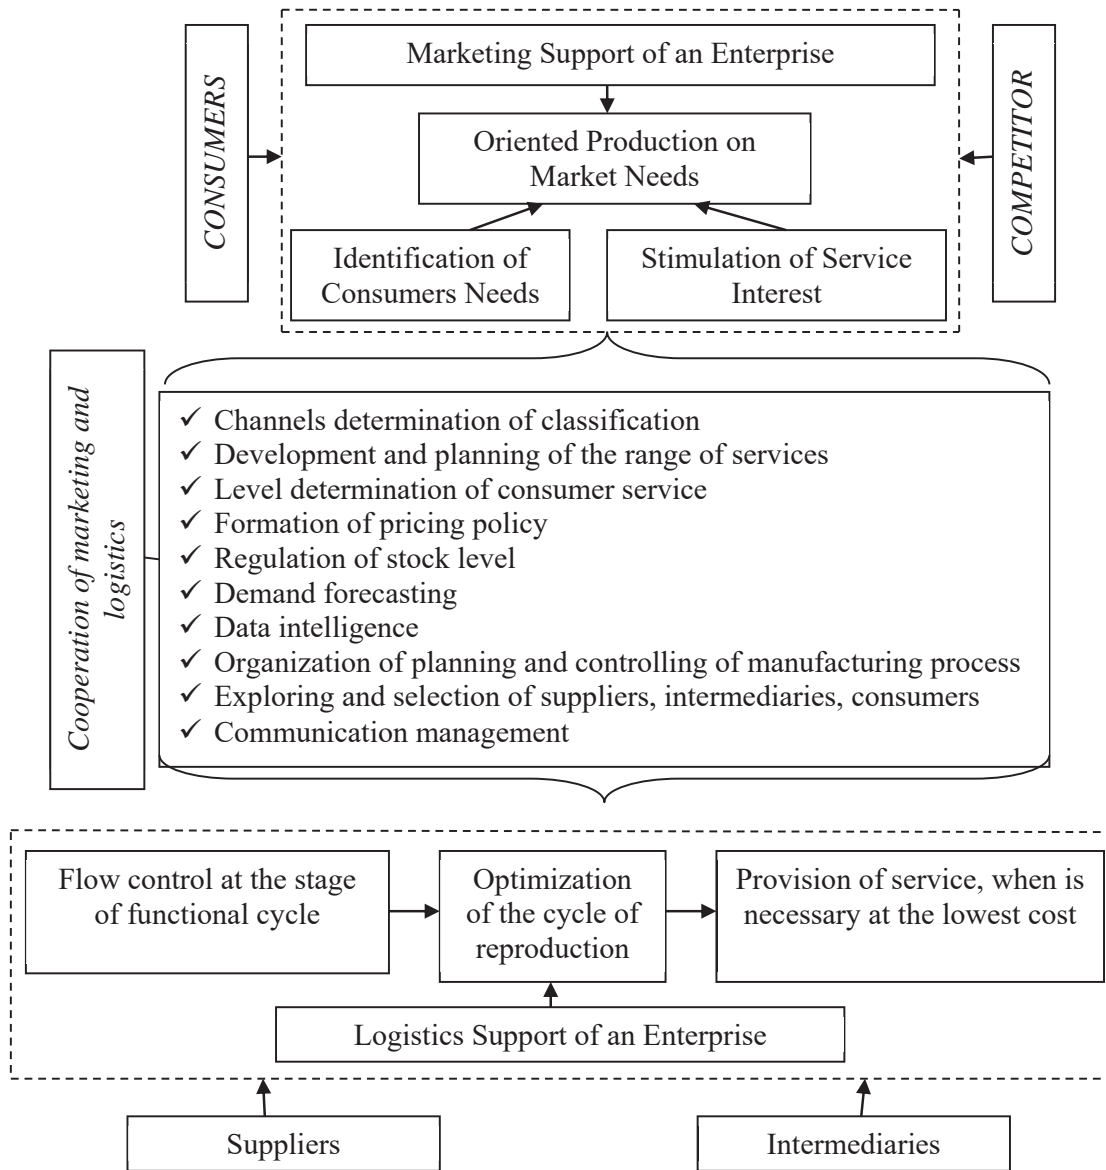 Marketing Support of an Enterprise
CONSUMERS
COMPETITOR
Oriented Production on
Market Needs
Identification of
Consumers Needs
Stimulation of Service
Interest
Cooperation of marketing and
logistics
✓ Channels determination of classification
✓ Development and planning of the range of services
✓ Level determination of consumer service
✓ Formation of pricing policy
✓ Regulation of stock level
✓ Demand forecasting
✓ Data intelligence
✓ Organization of planning and controlling of manufacturing process
✓ Exploring and selection of suppliers, intermediaries, consumers
✓ Communication management
Flow control at the stage
of functional cycle
Optimization
of the cycle of
reproduction
Provision of service, when is
necessary at the lowest cost
Logistics Support of an Enterprise
Suppliers
Intermediaries